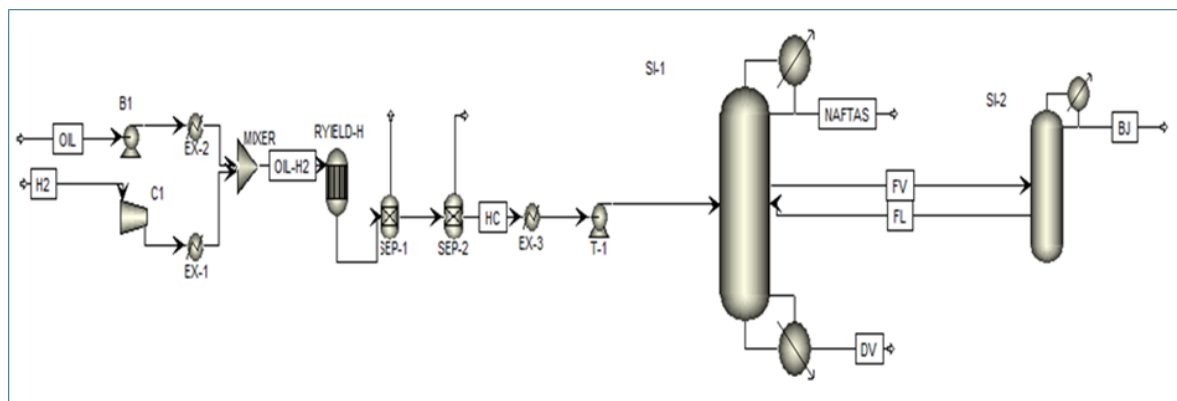 SI-1
SI-2
B1
OIL
EX-2
MIXER
RYIELD-H
NAFTAS
BJ
OIL-H2
H2
C1
FV
FL
HC
SEP-1
SEP-2
EX-3
T-1
EX-1
DV